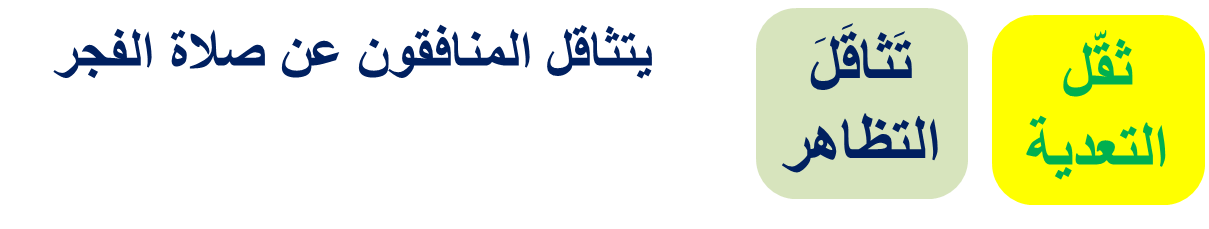 ثقّل
التعدية
تَثاقَلَ
التظاهر
يتثاقل المنافقون عن صلاة الفجر